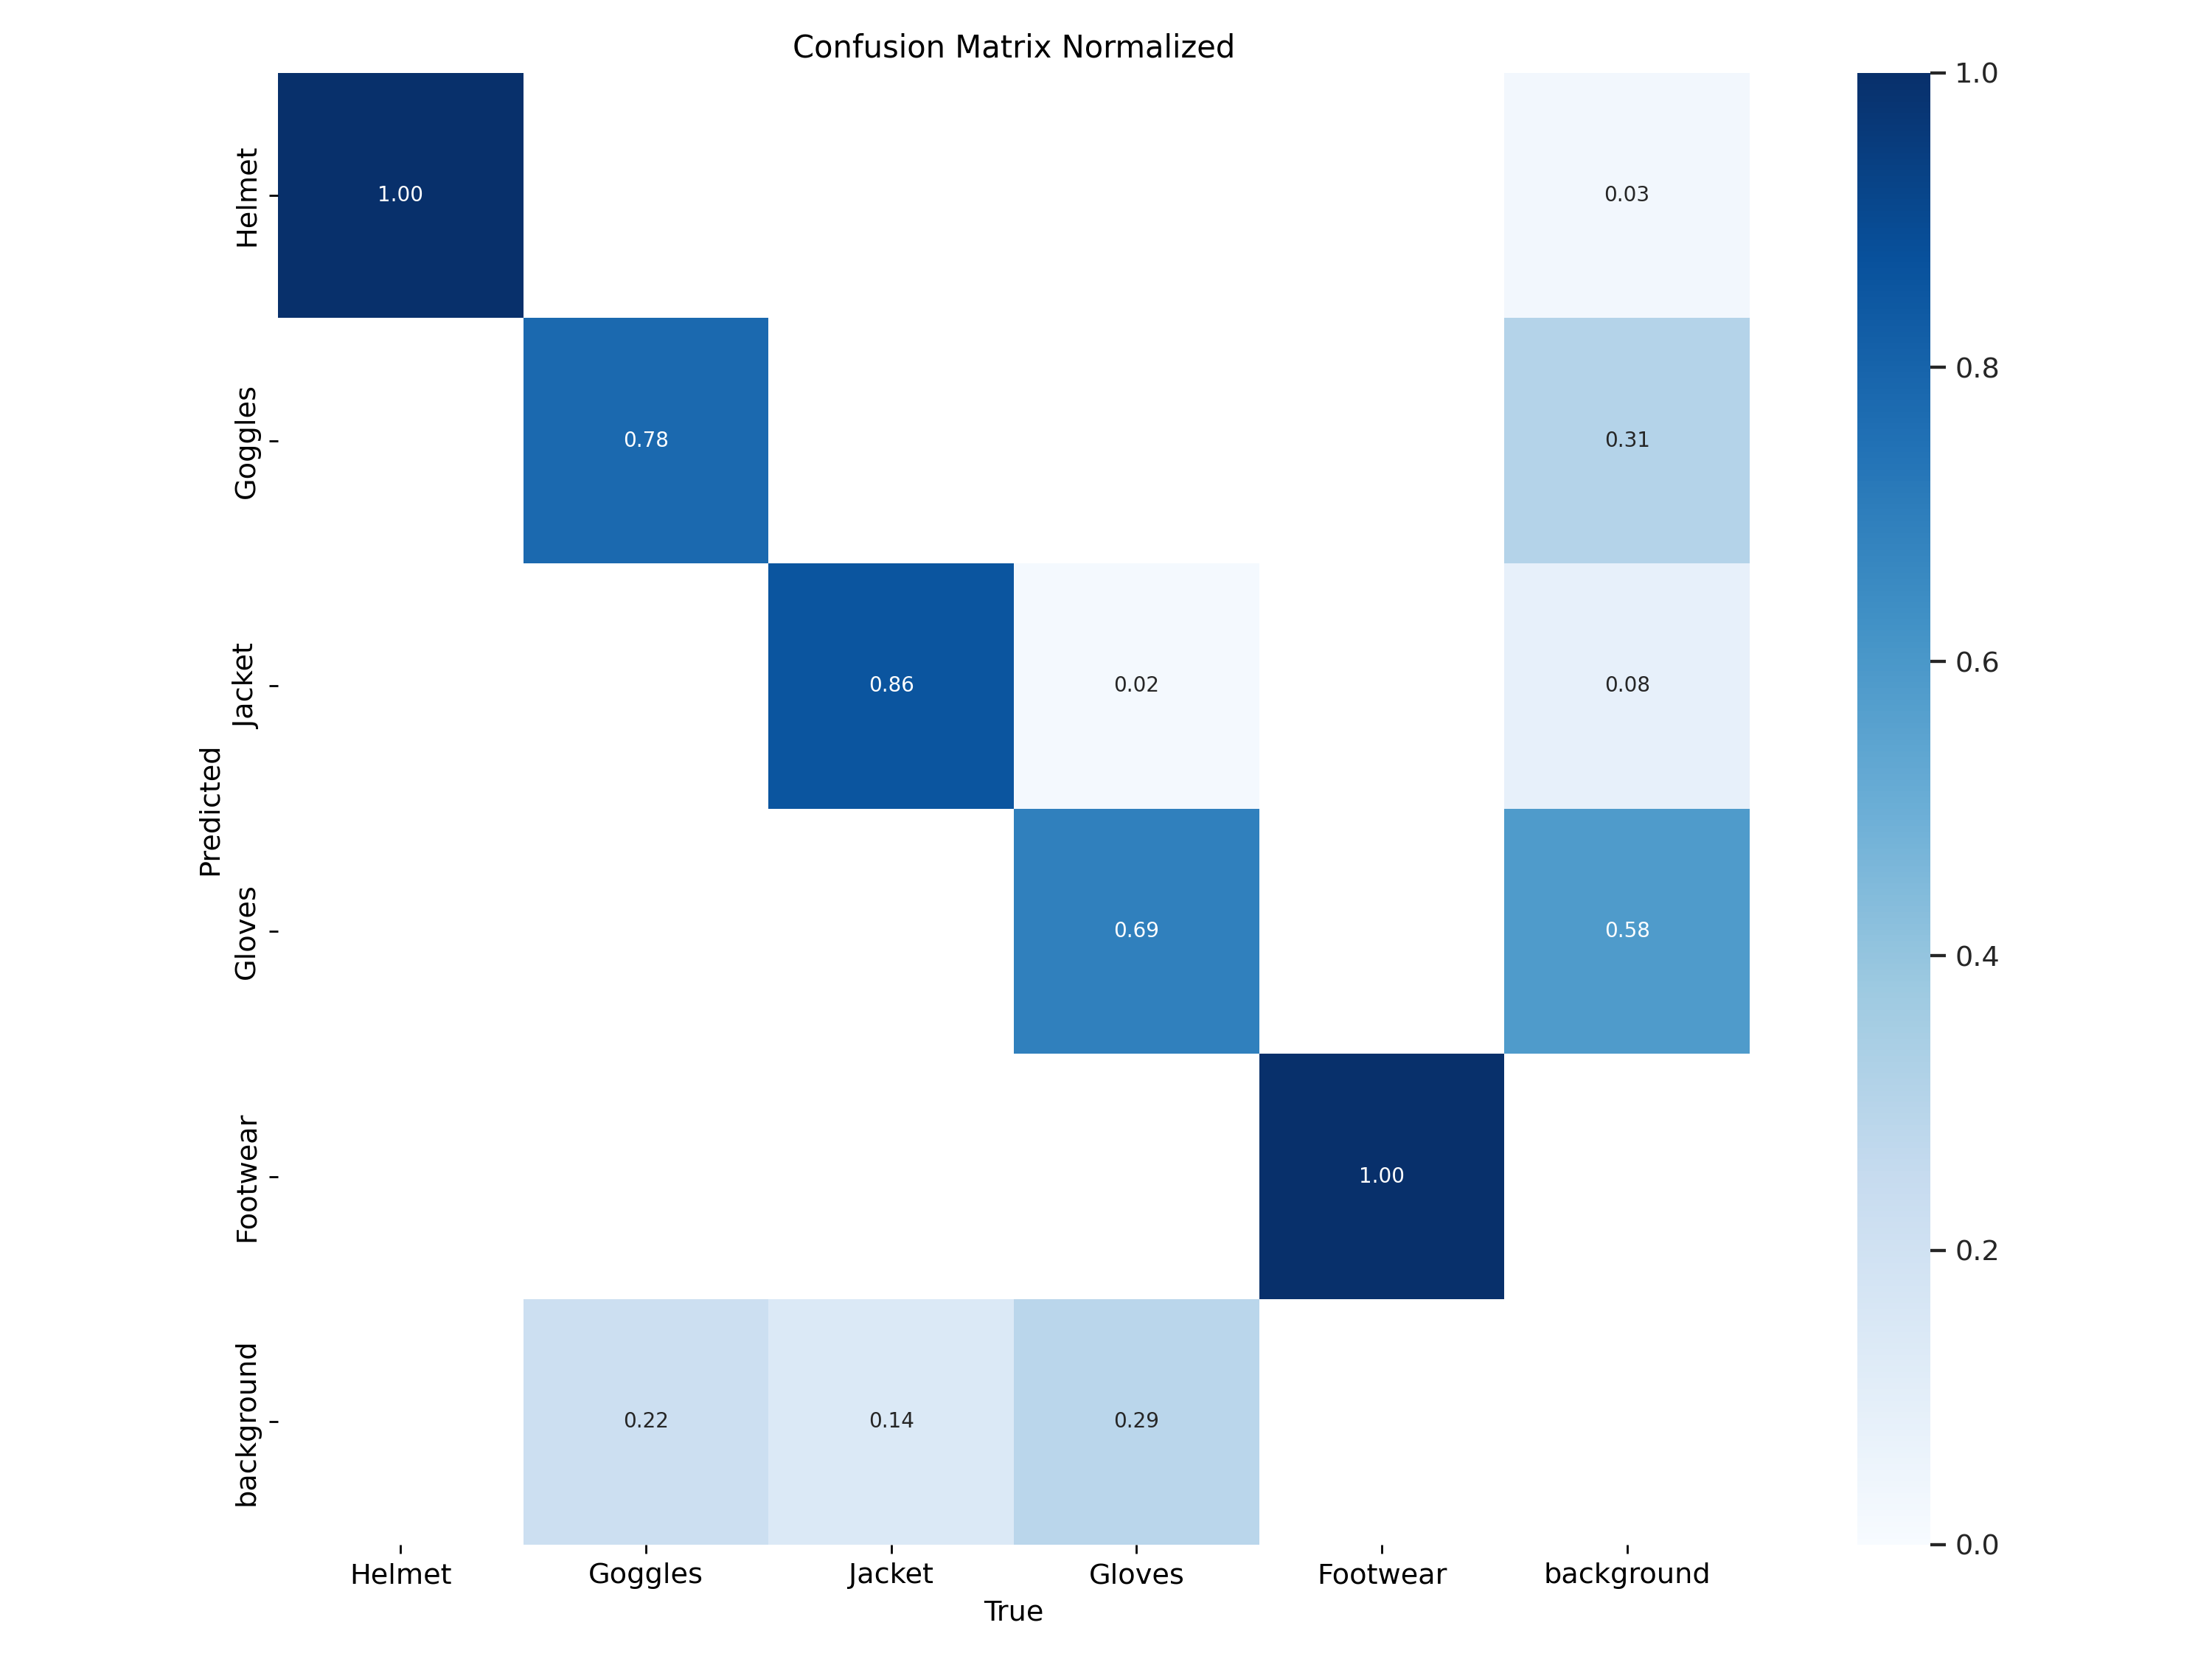 Confusion Matrix Normalized
Helmet
1.00
0.03
1.0
Goggles
0.78
0.31
0.8
Jacket
0.86
0.02
0.08
0.6
Predicted
Gloves
0.69
0.58
0.4
Footwear
1.00
0.2
background
0.22
0.14
0.29
0.0
Helmet
Goggles
Jacket
Gloves
Footwear
background
True